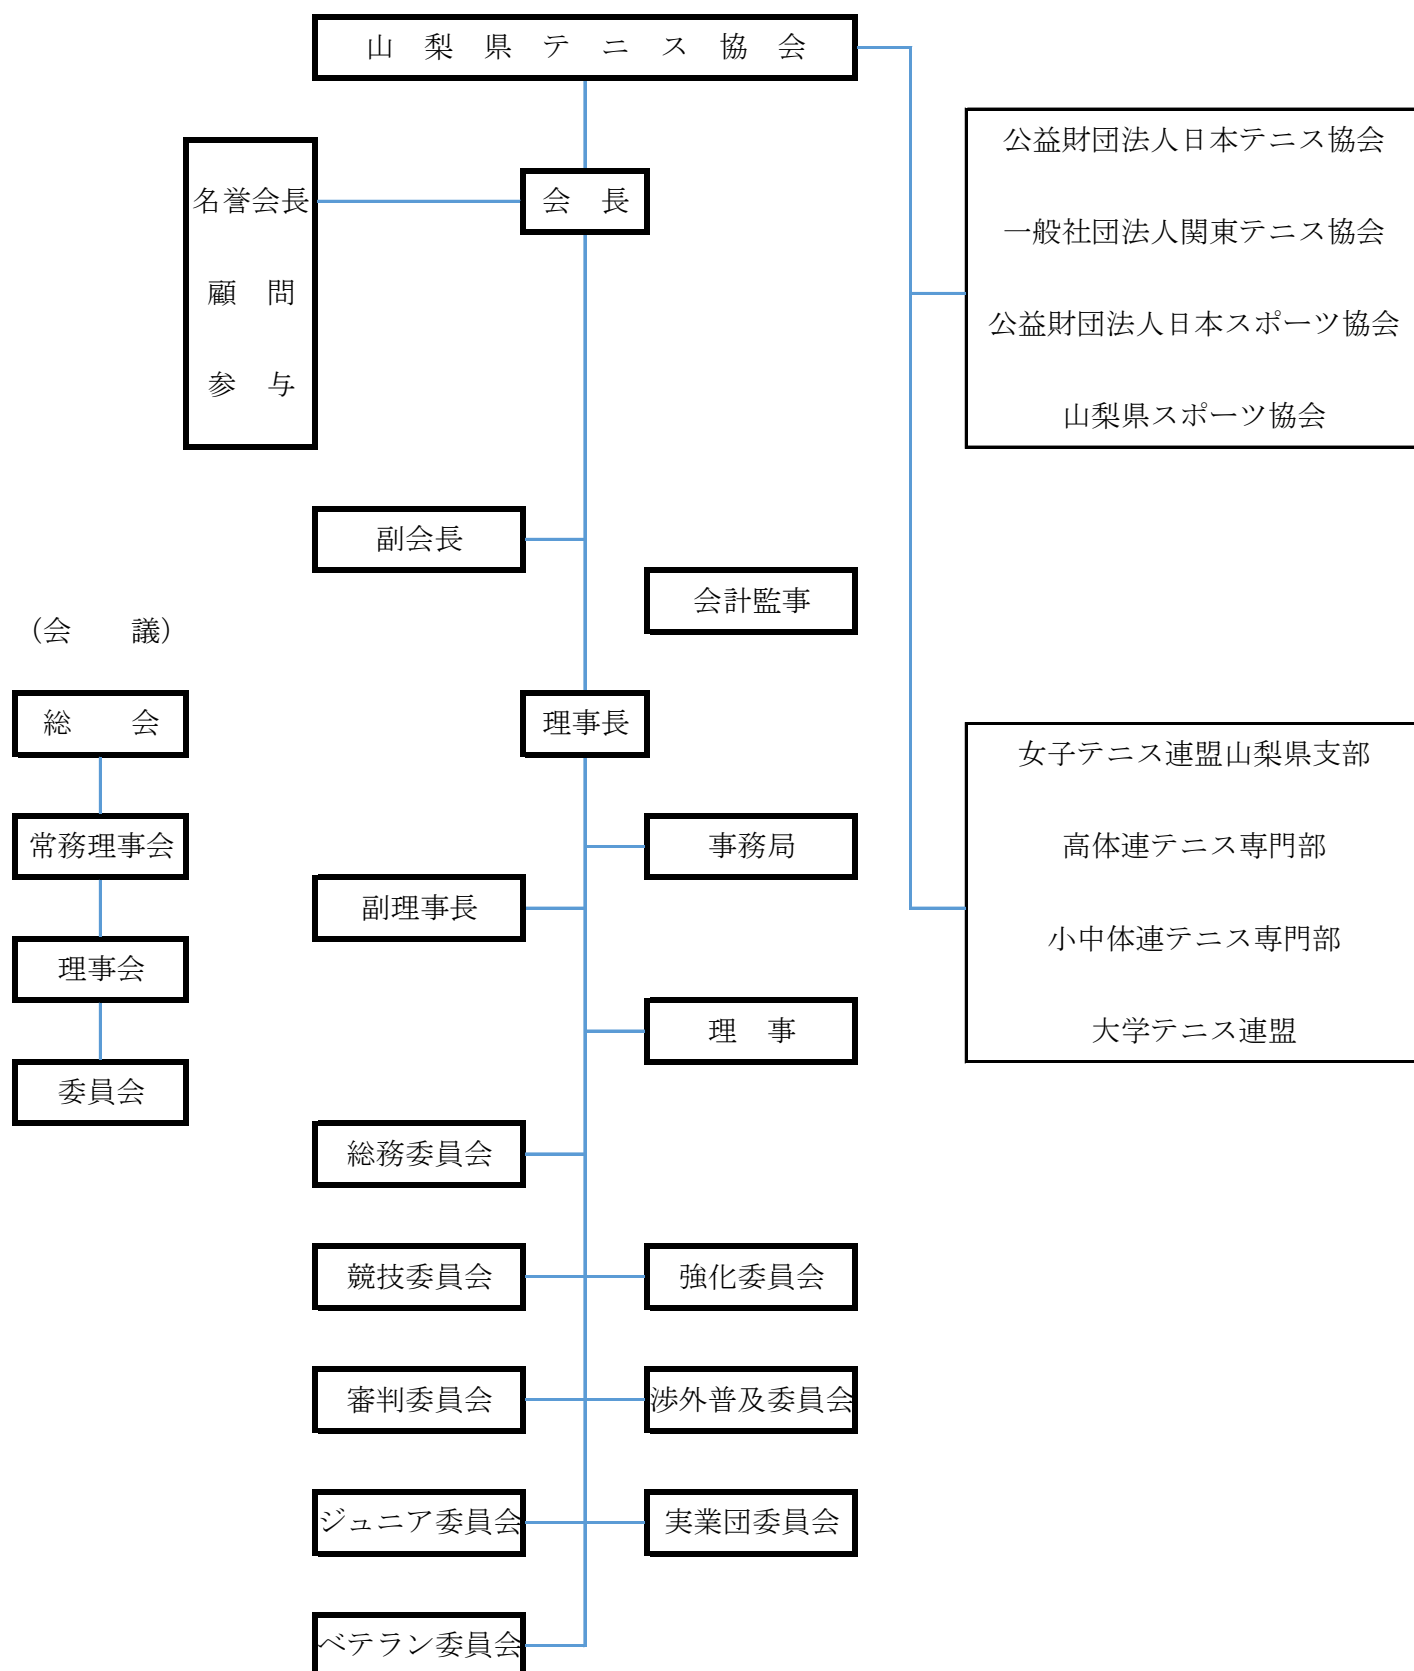 山　梨　県　テ　ニ　ス　協　会
公益財団法人日本テニス協会
一般社団法人関東テニス協会
公益財団法人日本スポーツ協会
山梨県スポーツ協会
名誉会長
顧　問
参　与
会　長
副会長
会計監事
（会　　議）
総　　会
常務理事会
理事会
委員会
理事長
事務局
副理事長
理　事
女子テニス連盟山梨県支部
高体連テニス専門部
小中体連テニス専門部
大学テニス連盟
総務委員会
競技委員会
強化委員会
審判委員会
渉外普及委員会
ジュニア委員会
実業団委員会
ベテラン委員会